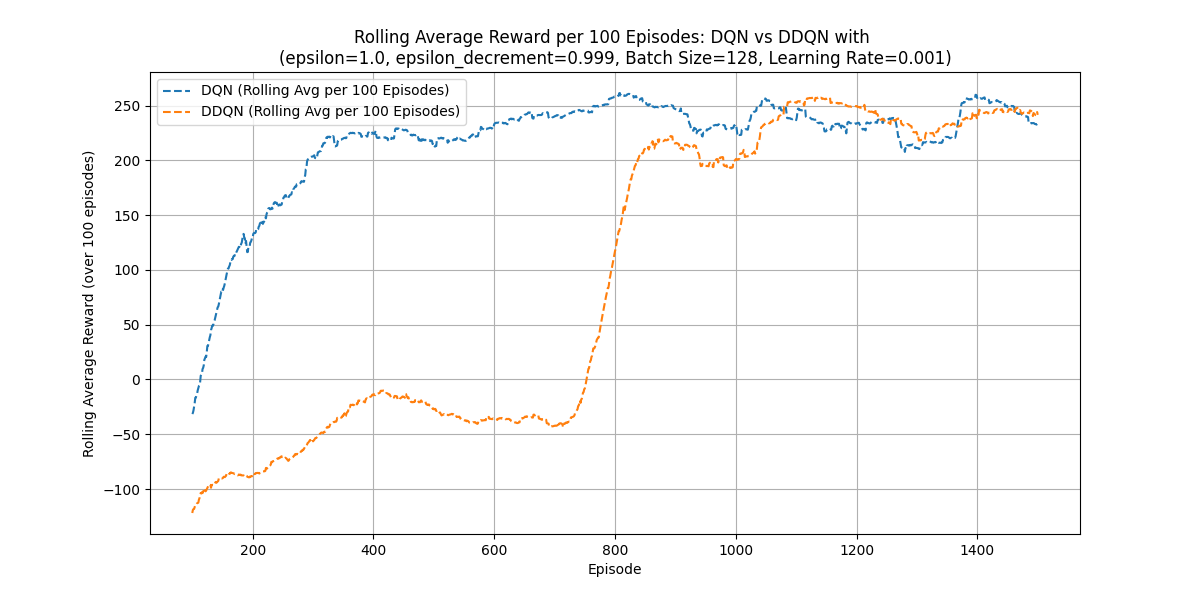 Rolling Average Reward per 100 Episodes: DQN vs DDQN with
(epsilon=1.0, epsilon_decrement=0.999, Batch Size=128, Learning Rate=0.001)
DQN (Rolling Avg per 100 Episodes)
DDQN (Rolling Avg per 100 Episodes)
Rolling Average Reward (over 100 episodes)
250
200
150
100
50
0
−50
−100
200 400 600 800 1000 1200 1400
Episode